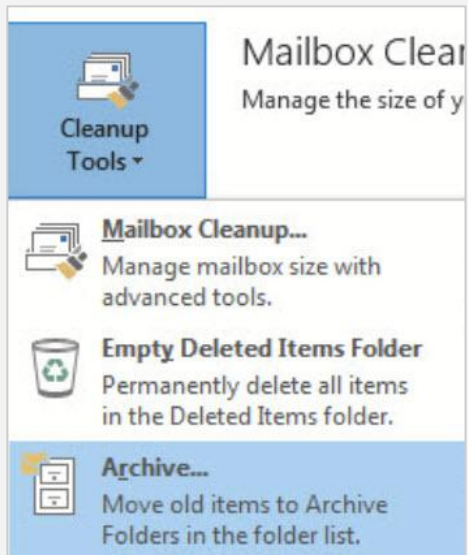 Cleanup
Tools
Mailbox Clea
Manage the size of y
Mailbox Cleanup...
Manage mailbox size with
advanced tools.
Empty Deleted Items Folder
Permanently delete all items
in the Deleted Items folder.
Archive...
Move old items to Archive
Folders in the folder list.